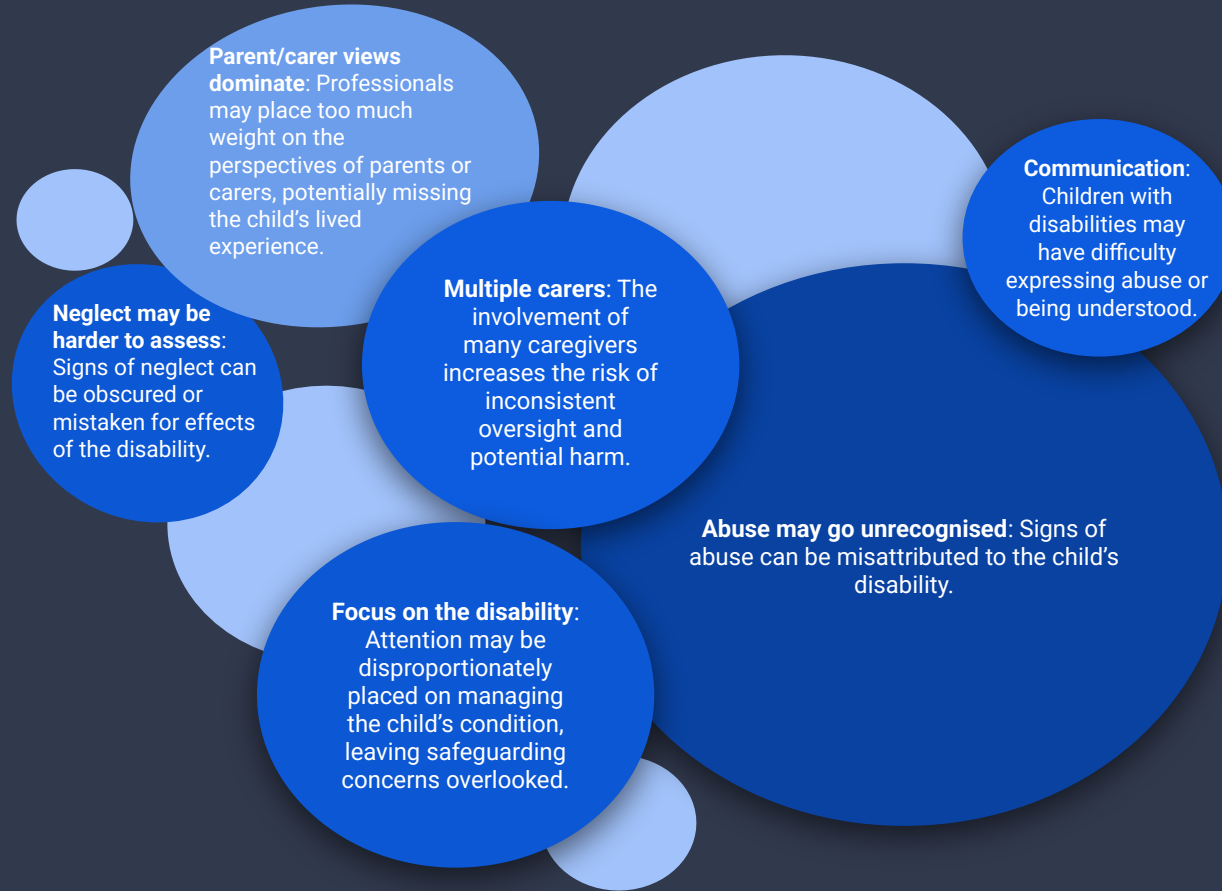 Parent/carer views
dominate: Professionals
may place too much
weight on the
perspectives of parents or
carers, potentially missing
the child’s lived
experience.
Communication:
Children with
disabilities may
have difficulty
expressing abuse or
being understood.
Neglect may be
harder to assess:
Signs of neglect can
be obscured or
mistaken for effects
of the disability.
Multiple carers: The
involvement of
many caregivers
increases the risk of
inconsistent
oversight and
potential harm.
Abuse may go unrecognised: Signs of
abuse can be misattributed to the child’s
disability.
Focus on the disability:
Attention may be
disproportionately
placed on managing
the child’s condition,
leaving safeguarding
concerns overlooked.